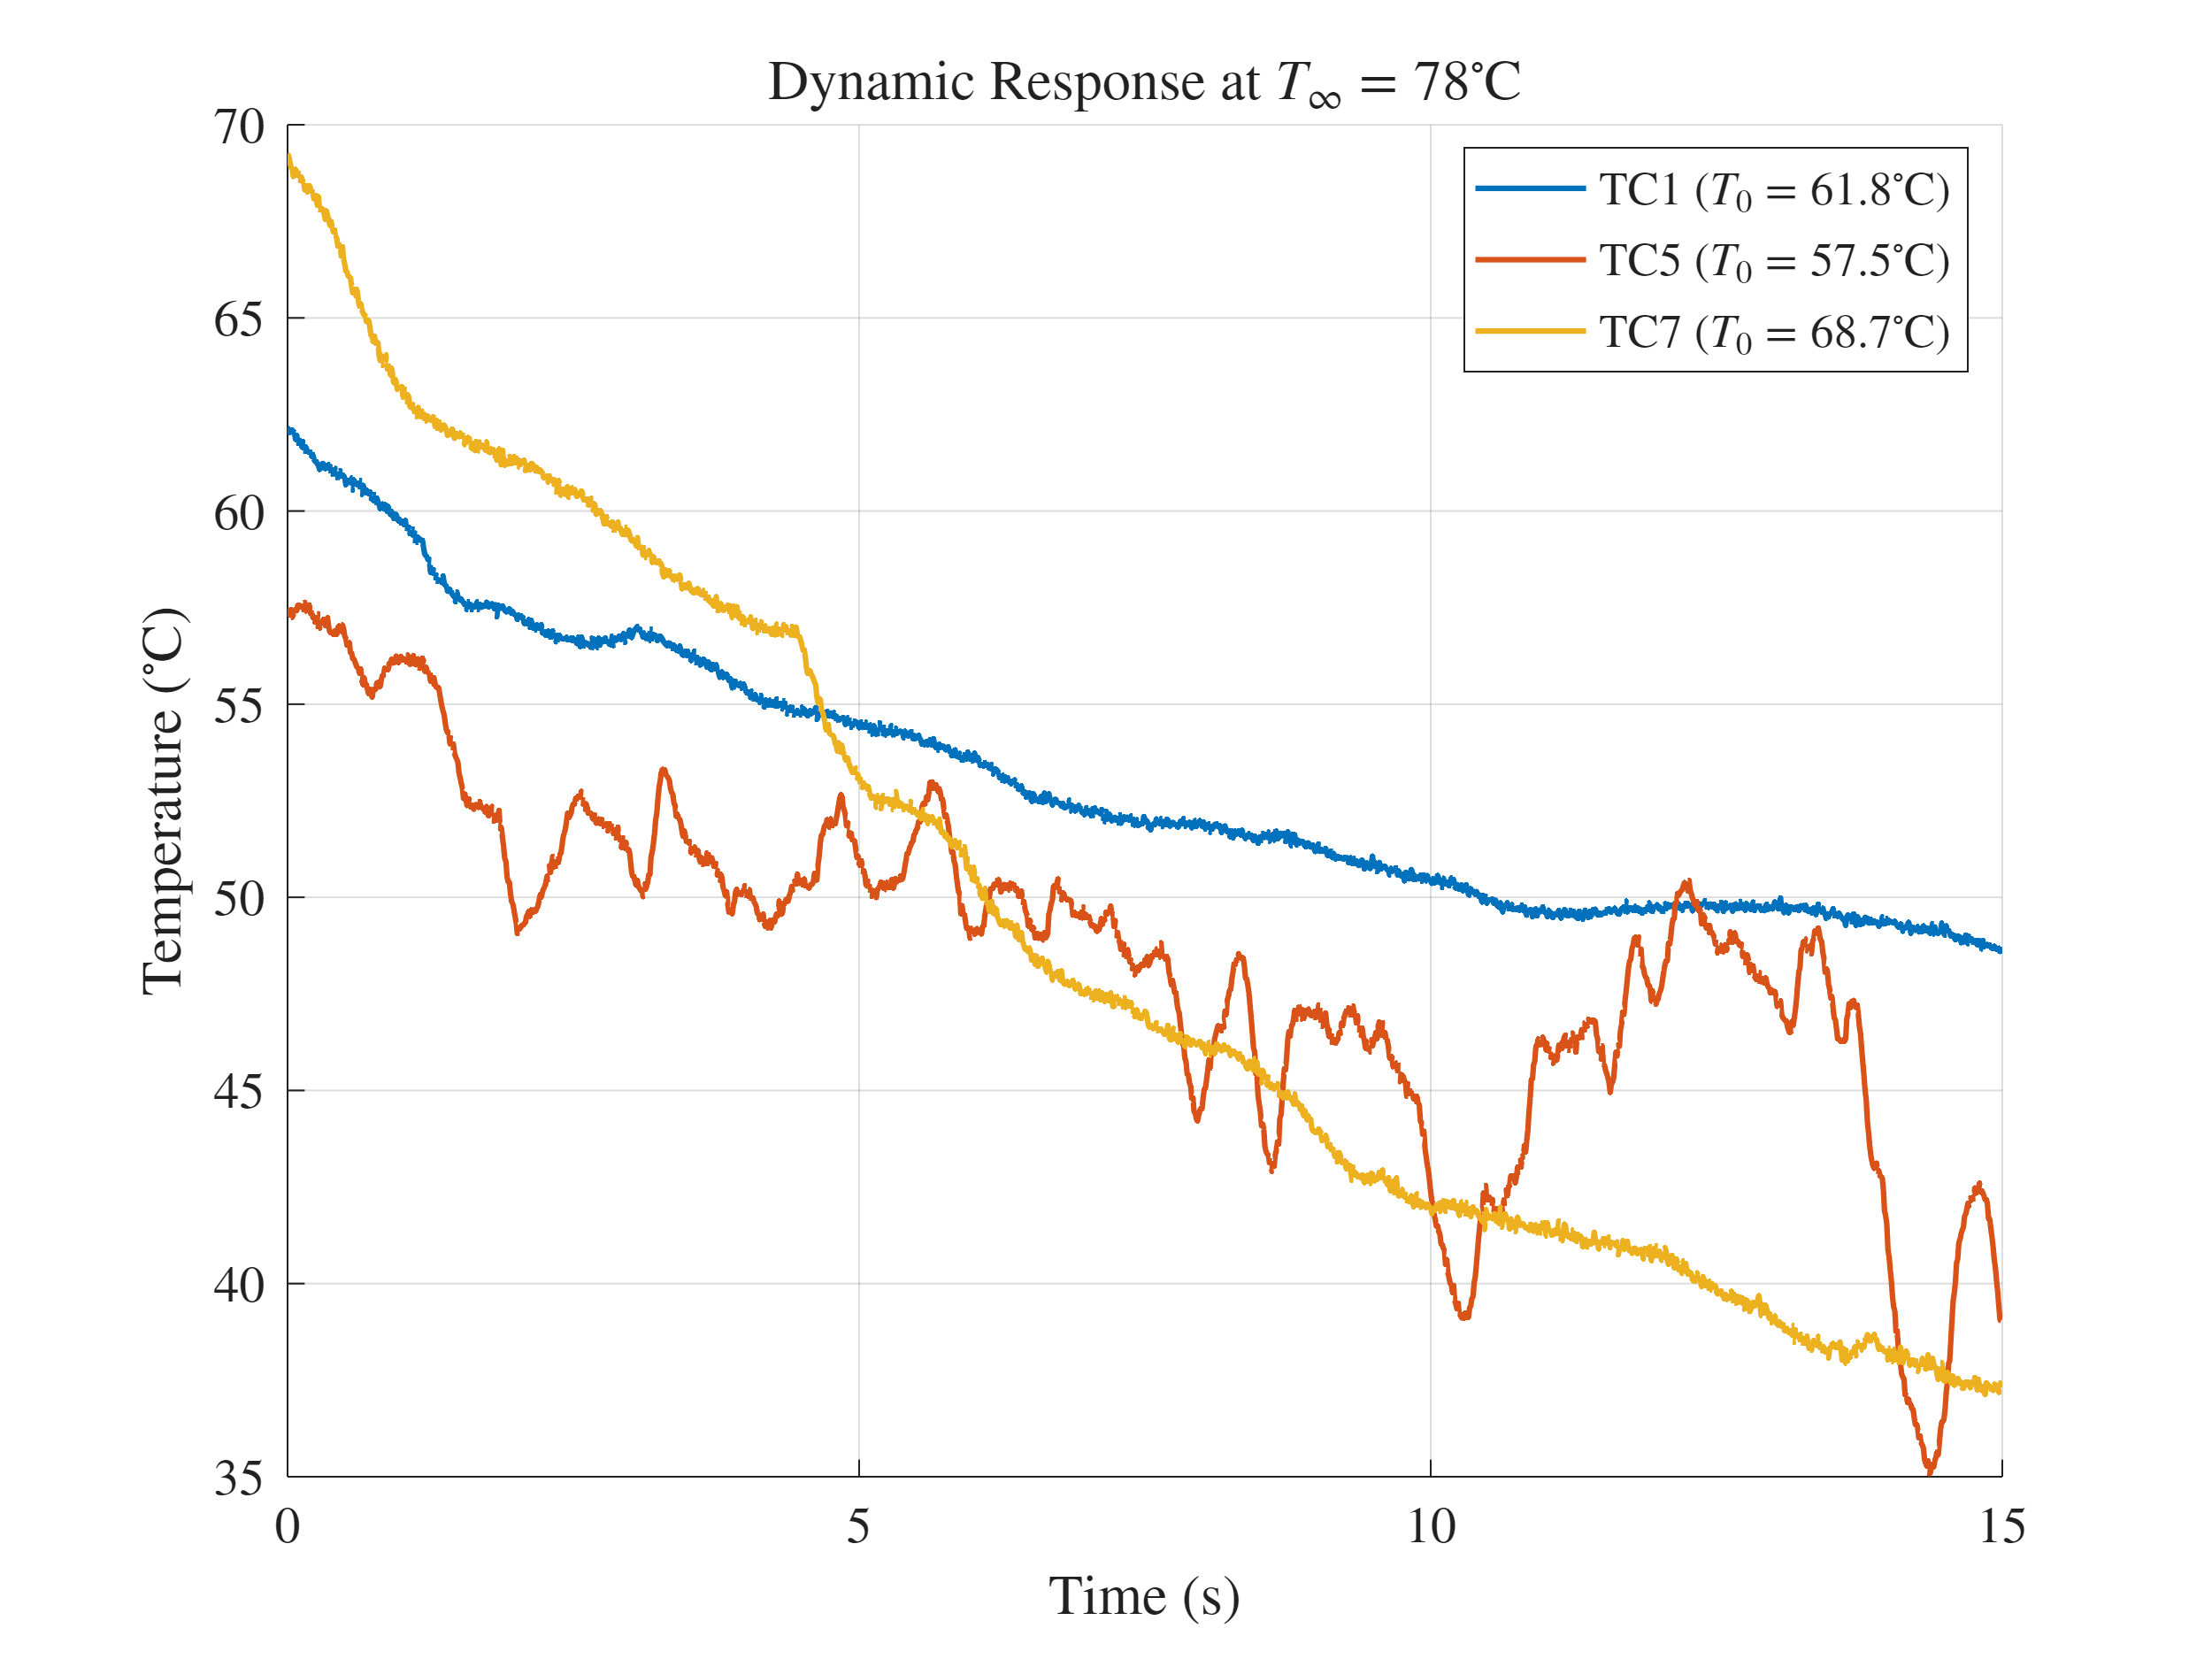 Dynamic Response at T∞ = 78°C
70
65
60
55
50
45
40
35
Temperature (°C)
TC1 (T₀ = 61.8°C)
TC5 (T₀ = 57.5°C)
TC7 (T₀ = 68.7°C)
0 5 10 15
Time (s)